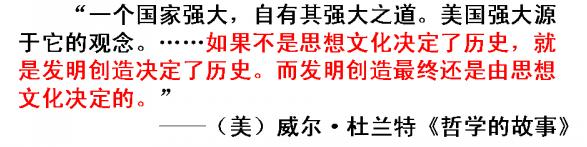 “一个国家强大，自有其强大之道。美国强大源
于它的观念。……如果不是思想文化决定了历史，就
是发明创造决定了历史。而发明创造最终还是由思想
文化决定的。”
——（美）威尔·杜兰特《哲学的故事》